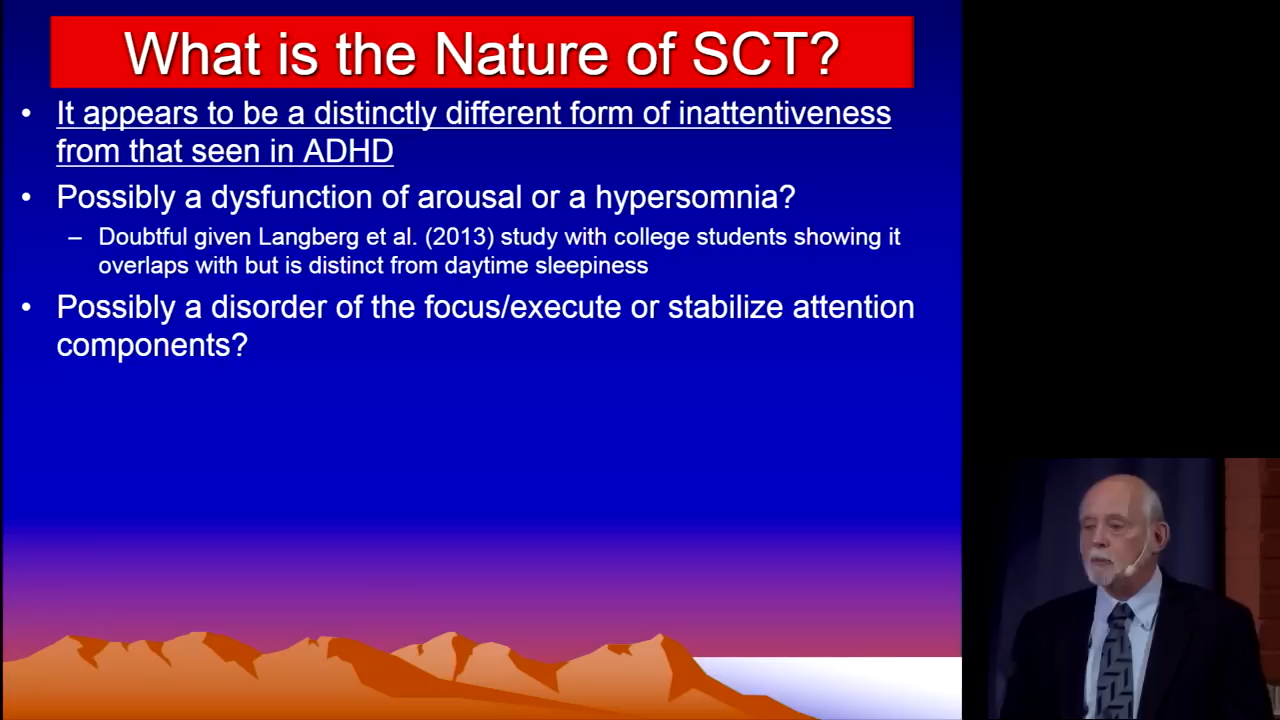 What is the Nature of SCT?
• It appears to be a distinctly different form of inattentiveness
from that seen in ADHD
• Possibly a dysfunction of arousal or a hypersomnia?
– Doubtful given Langberg et al. (2013) study with college students showing it
overlaps with but is distinct from daytime sleepiness
• Possibly a disorder of the focus/execute or stabilize attention
components?